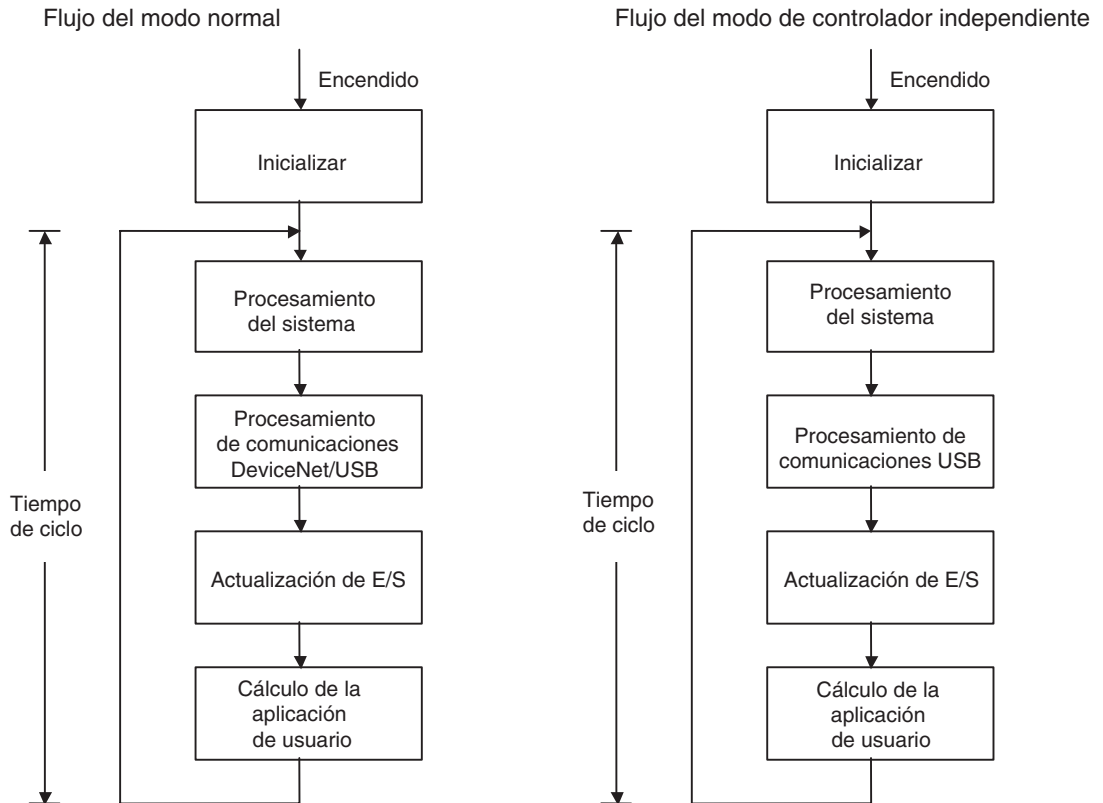 Flujo del modo normal
Encendido
Inicializar
Procesamiento
del sistema
Procesamiento
de comunicaciones
DeviceNet/USB
Actualización de E/S
Cálculo de la
aplicación
de usuario
Tiempo
de ciclo
Flujo del modo de controlador independiente
Encendido
Inicializar
Procesamiento
del sistema
Procesamiento de
comunicaciones USB
Actualización de E/S
Cálculo de la
aplicación
de usuario
Tiempo
de ciclo